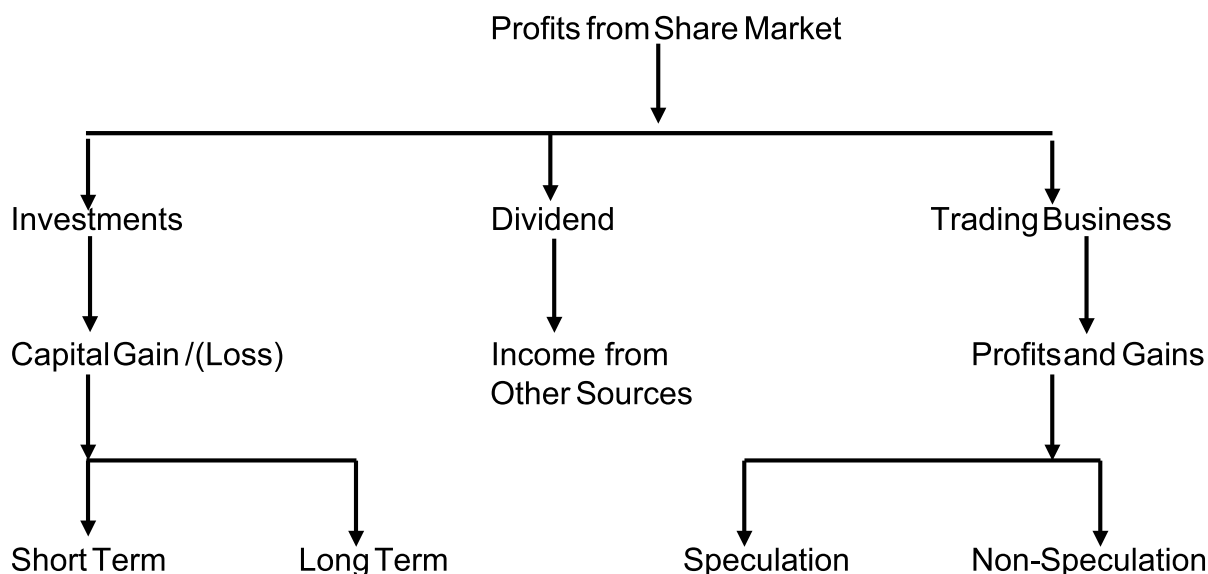 Profits from Share Market
Investments
Dividend
Trading Business
Capital Gain /(Loss)
Income from
Other Sources
Profits and Gains
Short Term
Long Term
Speculation
Non-Speculation